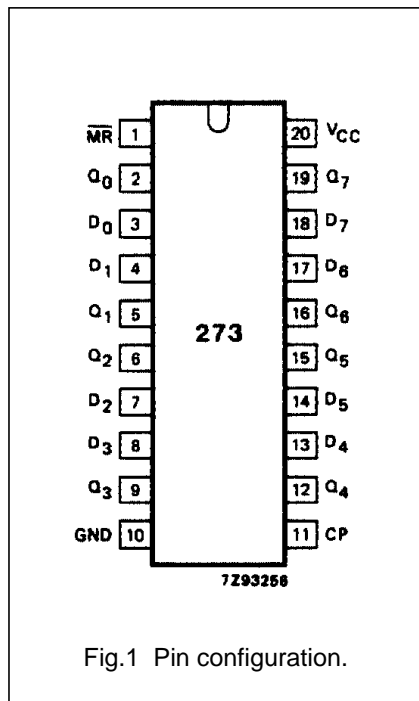 M̅R̅ 1 20 VCC
Q0 2 19 Q7
D0 3 18 D7
D1 4 17 D6
Q1 5 16 Q6
273
Q2 6 15 Q5
D2 7 14 D5
D3 8 13 D4
Q3 9 12 Q4
GND 10 11 CP
7Z93256
Fig.1 Pin configuration.